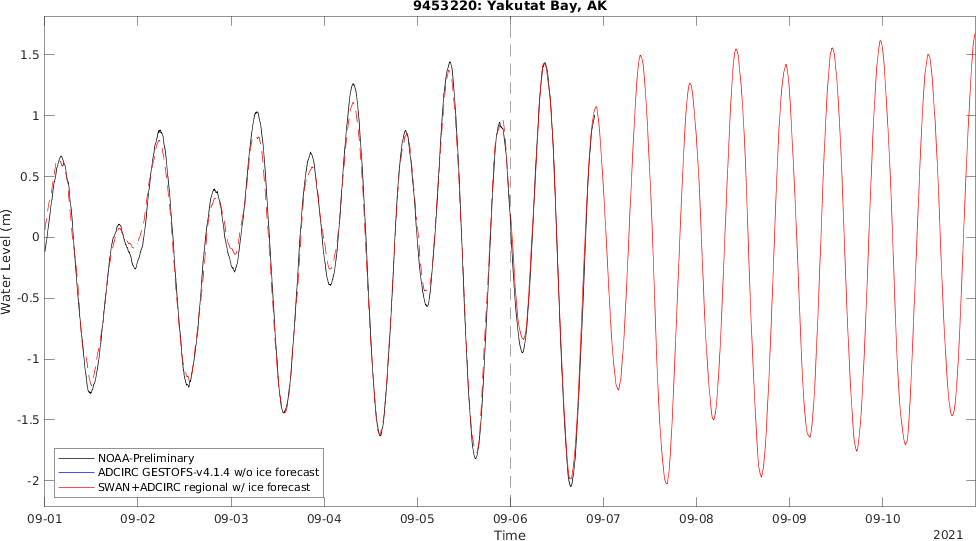 9453220: Yakutat Bay, AK
1.5
1
0.5
0
-0.5
-1
-1.5
-2
Water Level (m)
NOAA-Preliminary
ADCIRC GESTOFS-v4.1.4 w/o ice forecast
SWAN+ADCIRC regional w/ ice forecast
09-01 09-02 09-03 09-04 09-05 09-06 09-07 09-08 09-09 09-10
Time
2021